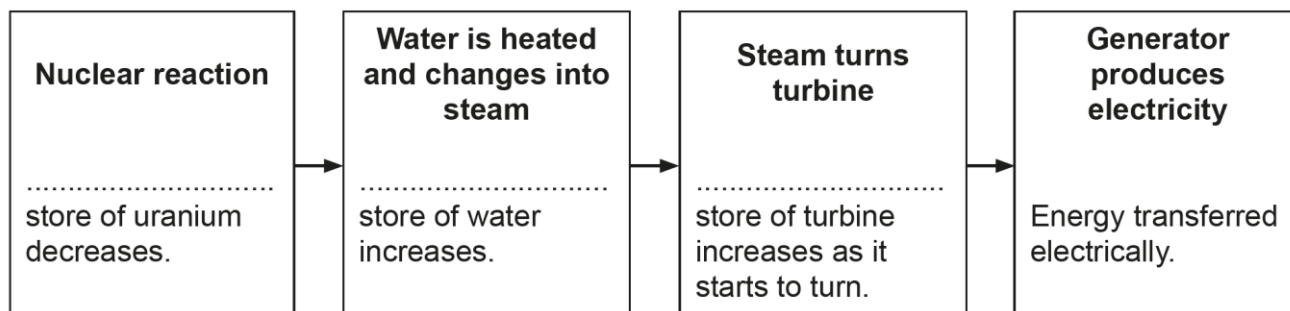 Nuclear reaction
..............................
store of uranium
decreases.
Water is heated
and changes into
steam
..............................
store of water
increases.
Steam turns
turbine
..............................
store of turbine
increases as it
starts to turn.
Generator
produces
electricity
Energy transferred
electrically.